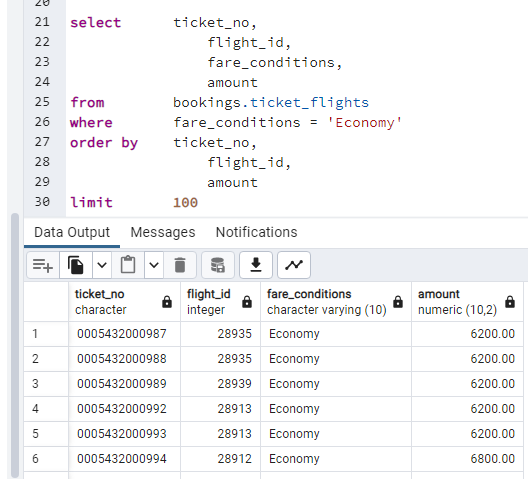 20
21 select ticket_no,
22 flight_id,
23 fare_conditions,
24 amount
25 from bookings.ticket_flights
26 where fare_conditions = 'Economy'
27 order by ticket_no,
28 flight_id,
29 amount
30 limit 100
Data Output Messages Notifications
ticket_no flight_id fare_conditions amount
character integer character varying (10) numeric (10,2)
1 0005432000987 28935 Economy 6200.00
2 0005432000988 28935 Economy 6200.00
3 0005432000989 28939 Economy 6200.00
4 0005432000992 28913 Economy 6200.00
5 0005432000993 28913 Economy 6200.00
6 0005432000994 28912 Economy 6800.00